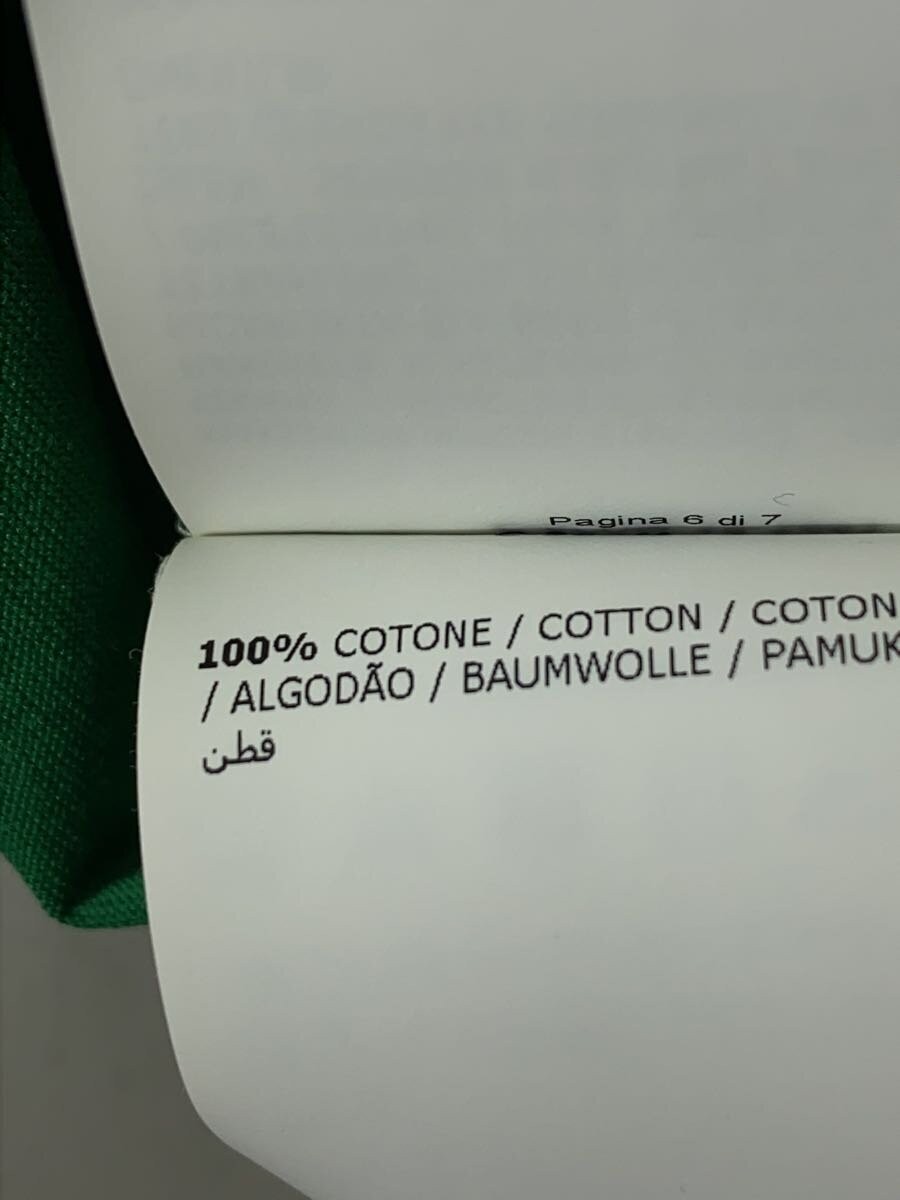 Pagina 6 di 7
100% COTONE / COTTON / COTON
/ ALGODÃO / BAUMWOLLE / PAMUK
قطن